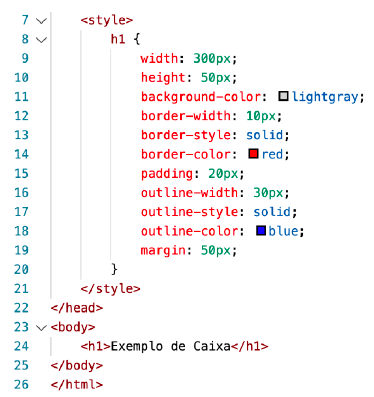 7 <style>
8 h1 {
9 width: 300px;
10 height: 50px;
11 background-color: lightgray;
12 border-width: 10px;
13 border-style: solid;
14 border-color: red;
15 padding: 20px;
16 outline-width: 30px;
17 outline-style: solid;
18 outline-color: blue;
19 margin: 50px;
20 }
21 </style>
22 </head>
23 <body>
24 <h1>Exemplo de Caixa</h1>
25 </body>
26 </html>